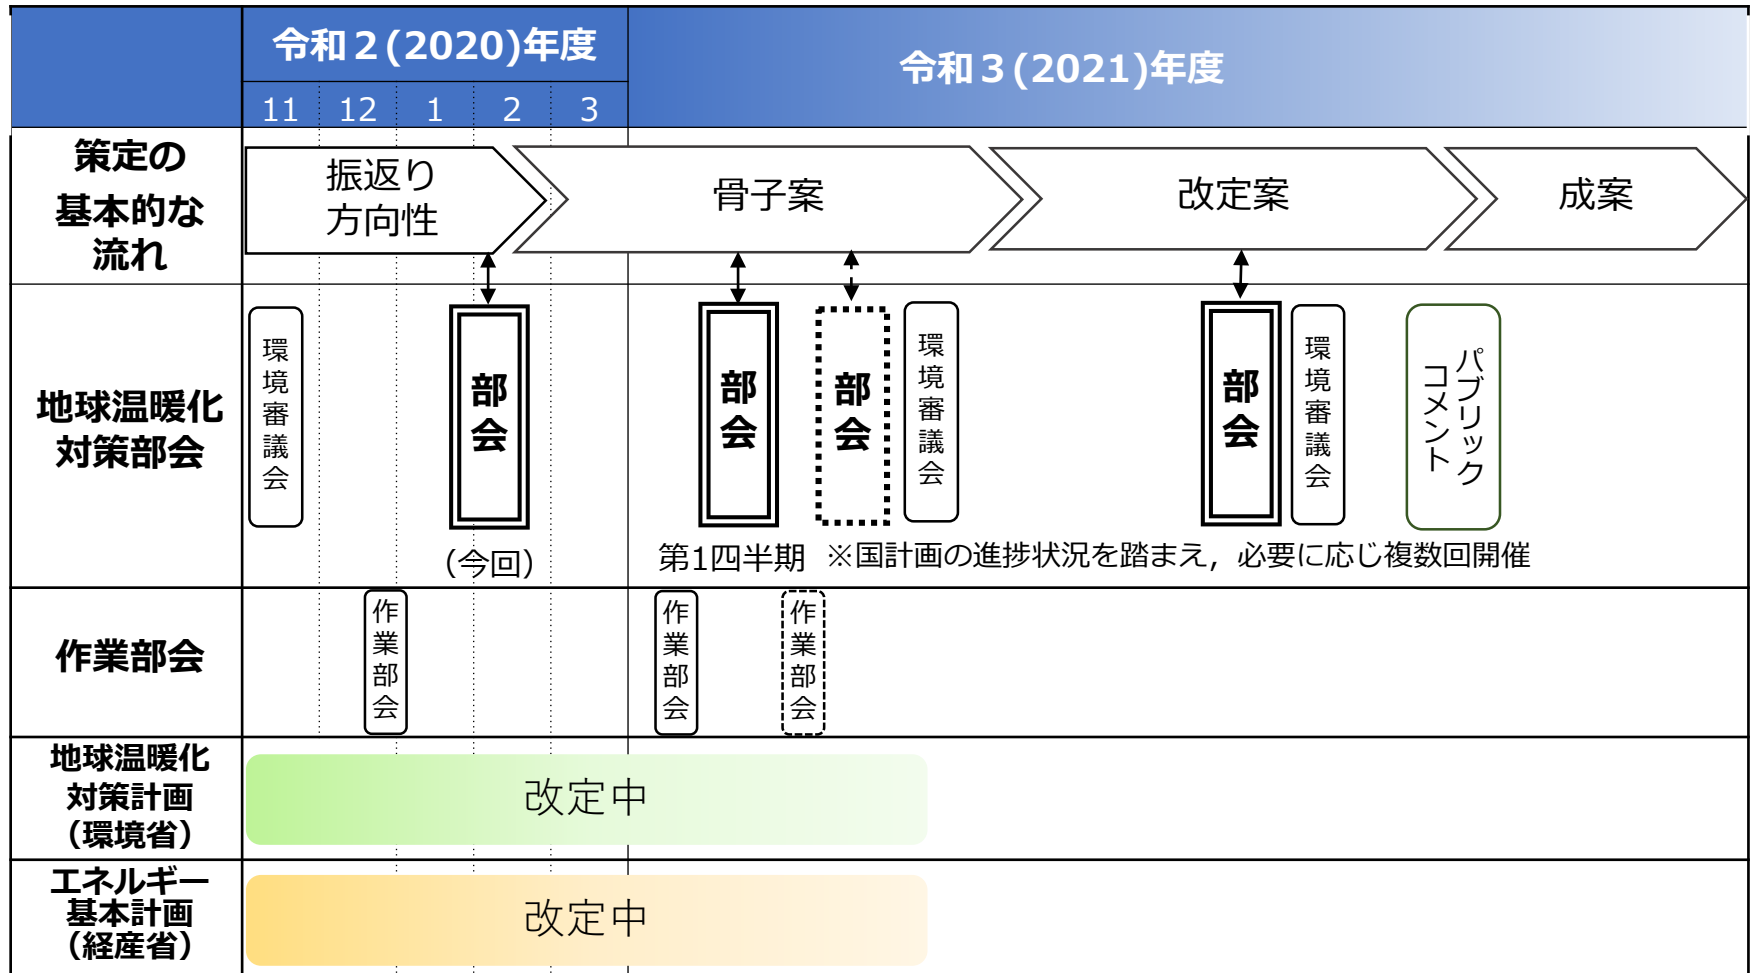 令和２(2020)年度
令和３(2021)年度
11 12 1 2 3
策定の
基本的な
流れ
振返り
方向性
骨子案
改定案
成案
地球温暖化
対策部会
環境審議会
部会
(今回)
部会
第1四半期
部会
環境審議会
※国計画の進捗状況を踏まえ，必要に応じ複数回開催
部会
環境審議会
パブリック
コメント
作業部会
作業部会
作業部会
作業部会
地球温暖化
対策計画
（環境省）
改定中
エネルギー
基本計画
（経産省）
改定中